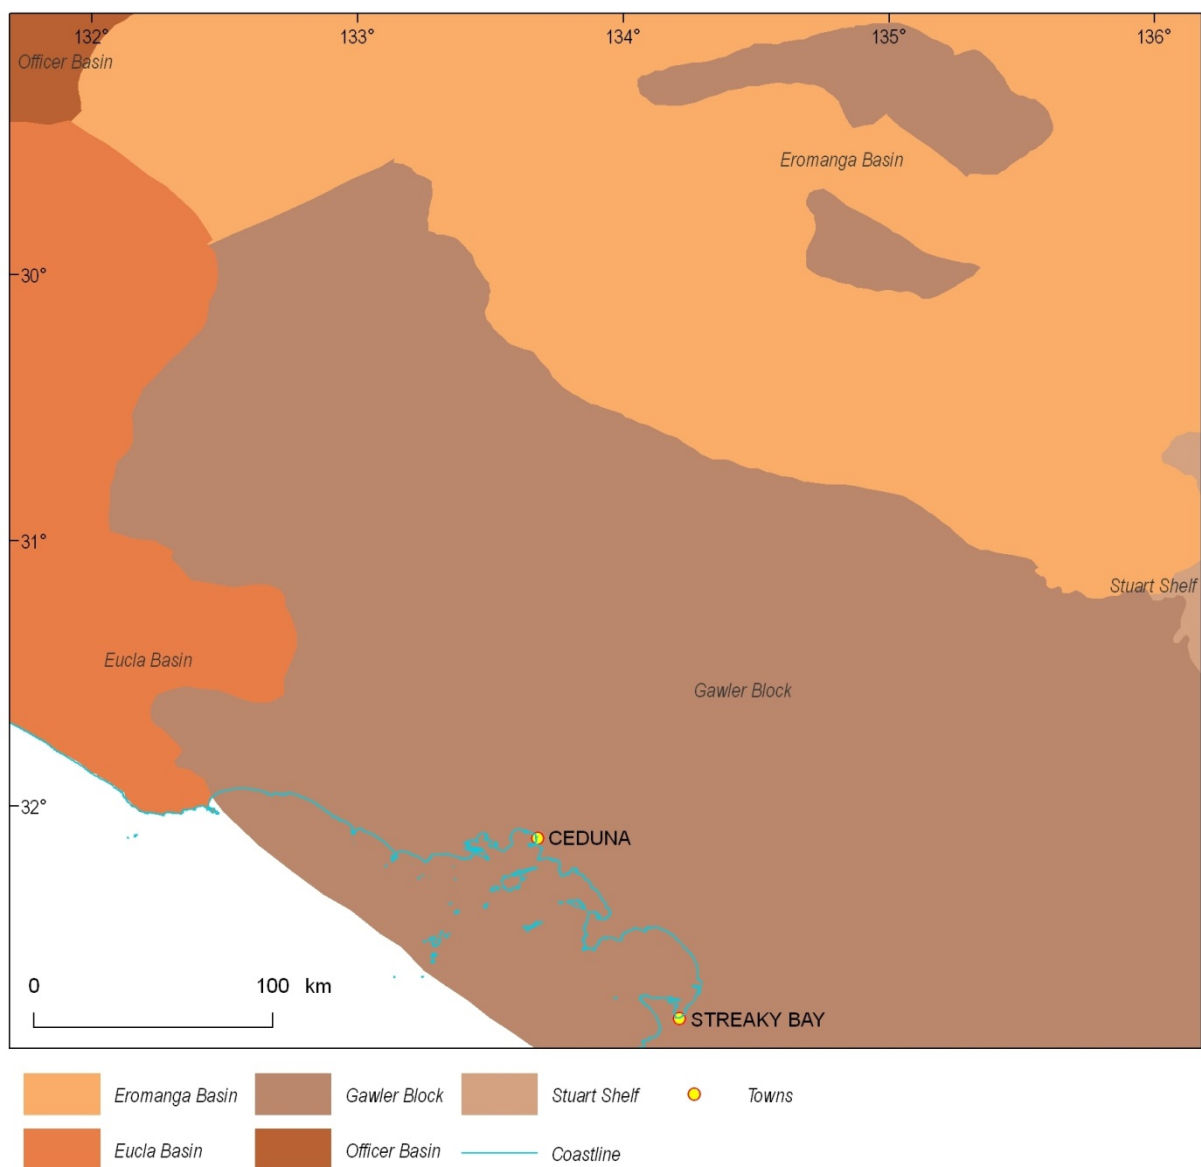 132°
133°
134°
135°
136°
Officer Basin
Eromanga Basin
30°
31°
Stuart Shelf
Eucla Basin
Gawler Block
32°
CEDUNA
0
100 km
STREAKY BAY
Eromanga Basin
Gawler Block
Stuart Shelf
Towns
Eucla Basin
Officer Basin
Coastline